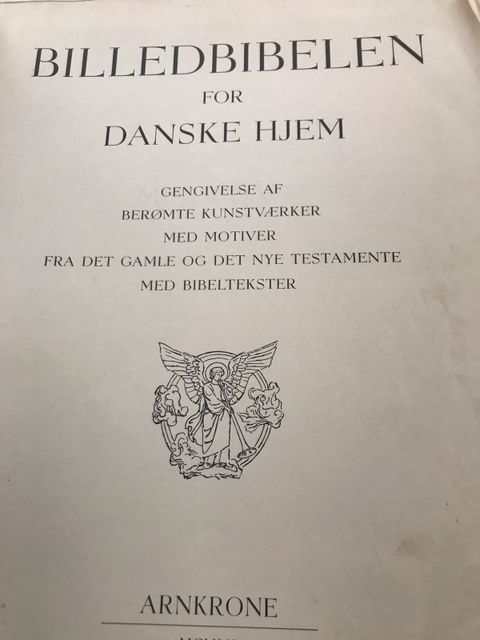 BILLEDBIBELEN
FOR
DANSKE HJEM
GENGIVELSE AF
BERØMTE KUNSTVÆRKER
MED MOTIVER
FRA DET GAMLE OG DET NYE TESTAMENTE
MED BIBELTEKSTER
ARNKRONE